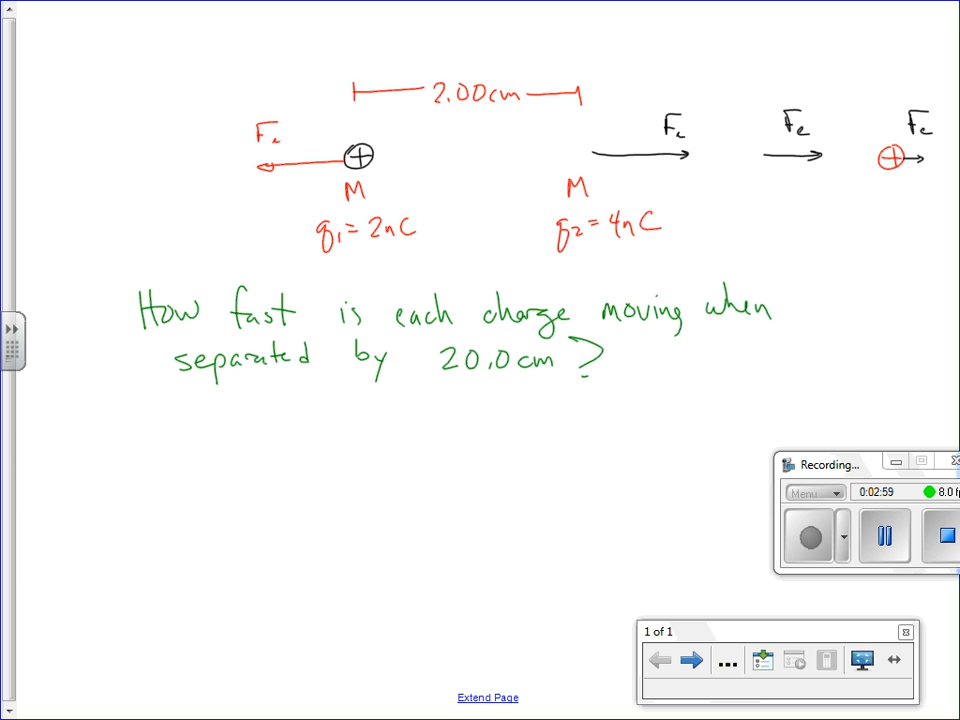 2.00cm
Fe Fe Fe Fe
M M
q1 = 2nC q2 = 4nC
How fast is each charge moving when
separated by 20.0cm?
Recording...
Menu 0:02:59 8.0 fp
1 of 1
Extend Page